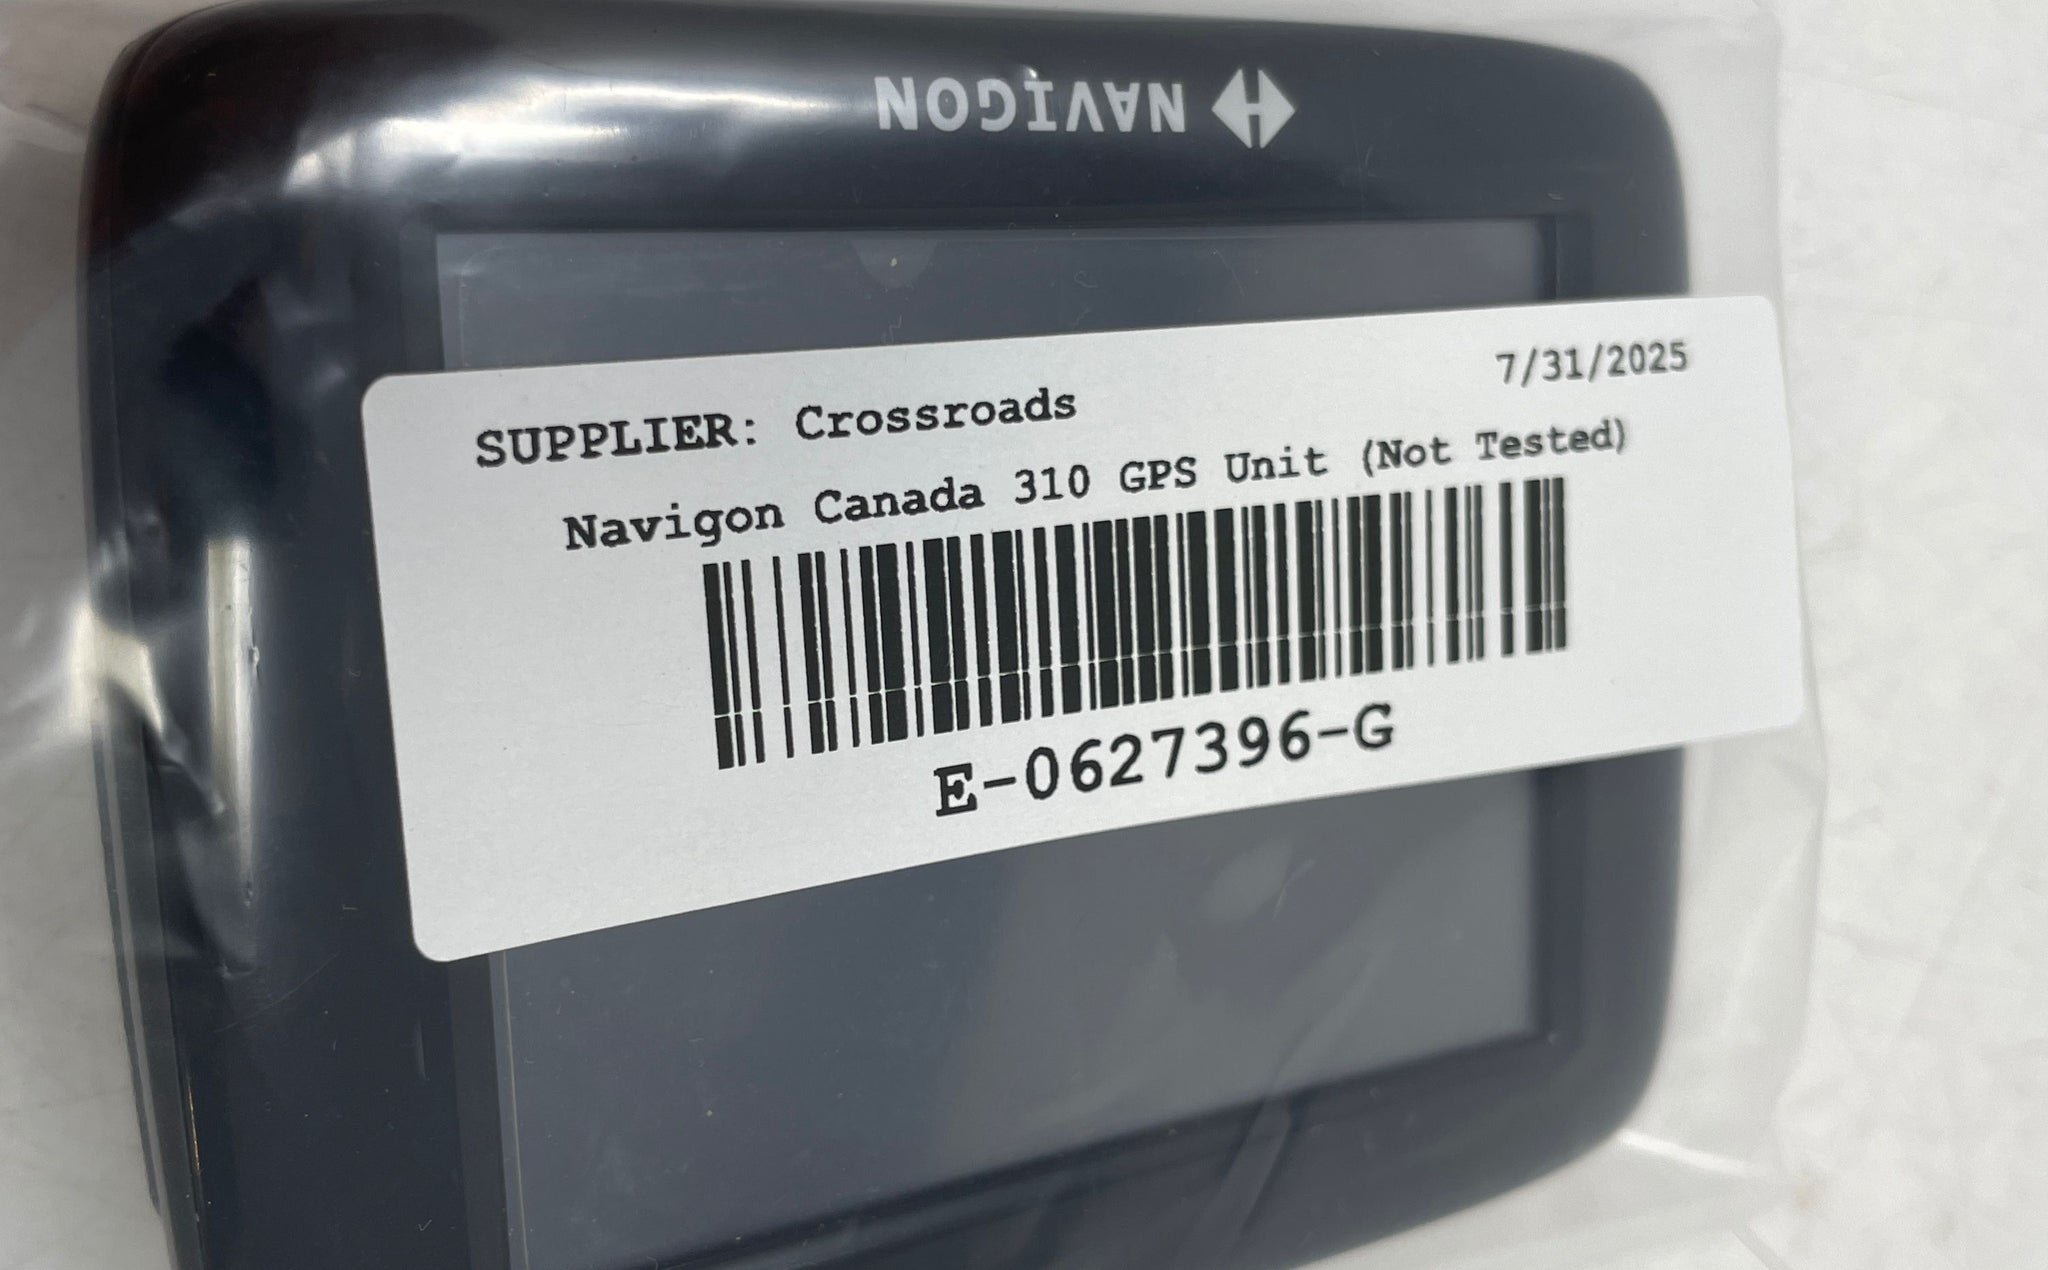 NAVIGON
7/31/2025
SUPPLIER: Crossroads
Navigon Canada 310 GPS Unit (Not Tested)
E-0627396-G